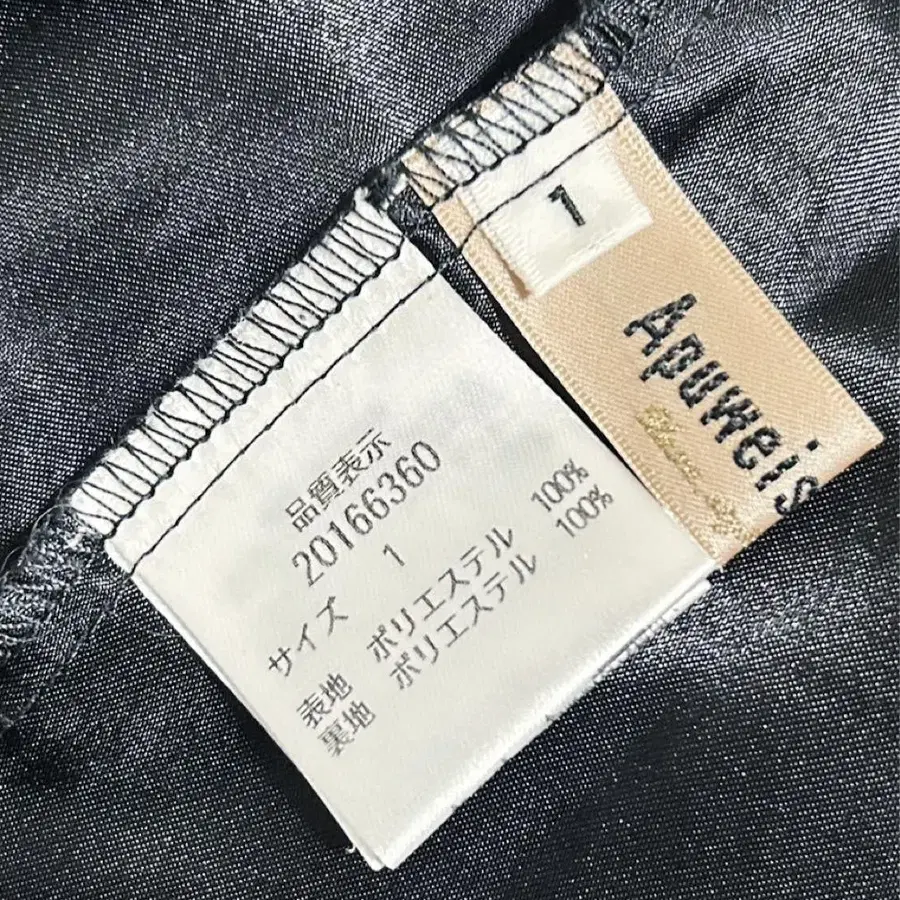 品質表示
20166360
サイズ 1
表地 ポリエステル 100%
裏地 ポリエステル 100%
1
Apuweis